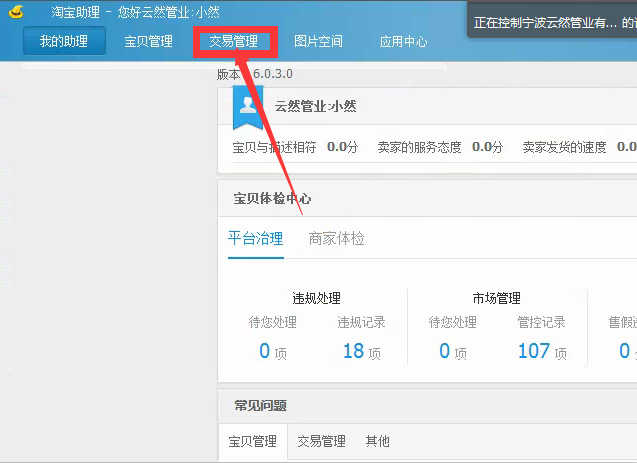 淘宝助理 - 您好云然管业:小然
正在控制宁波云然管业有... 的
我的助理 宝贝管理 交易管理 图片空间 应用中心
版本 6.0.3.0
云然管业:小然
宝贝与描述相符 0.0分 卖家的服务态度 0.0分 卖家发货的速度 0.0
宝贝体检中心
平台治理 商家体检
违规处理 市场管理
待您处理 违规记录 待您处理 管控记录 售假
0 项 18 项 0 项 107 项 0
常见问题
宝贝管理 交易管理 其他